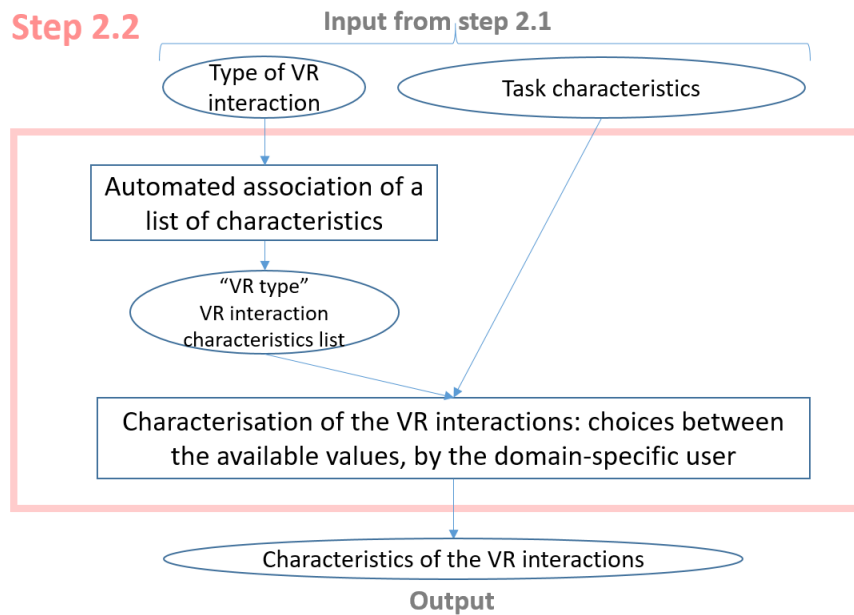 Step 2.2
Input from step 2.1
Type of VR
interaction
Task characteristics
Automated association of a
list of characteristics
“VR type”
VR interaction
characteristics list
Characterisation of the VR interactions: choices between
the available values, by the domain-specific user
Characteristics of the VR interactions
Output